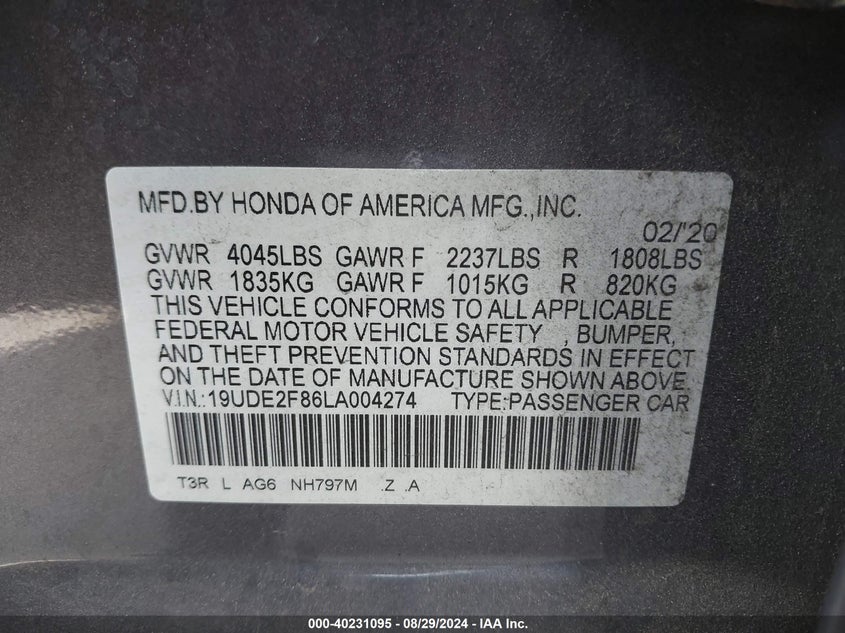 MFD.BY HONDA OF AMERICA MFG.,INC.
02/'20
GVWR 4045LBS GAWR F 2237LBS R 1808LBS
GVWR 1835KG GAWR F 1015KG R 820KG
THIS VEHICLE CONFORMS TO ALL APPLICABLE
FEDERAL MOTOR VEHICLE SAFETY , BUMPER,
AND THEFT PREVENTION STANDARDS IN EFFECT
ON THE DATE OF MANUFACTURE SHOWN ABOVE.
V.I.N.:19UDE2F86LA004274 TYPE:PASSENGER CAR
T3R L AG6 NH797M .Z .A
000-40231095 - 08/29/2024 - IAA Inc.